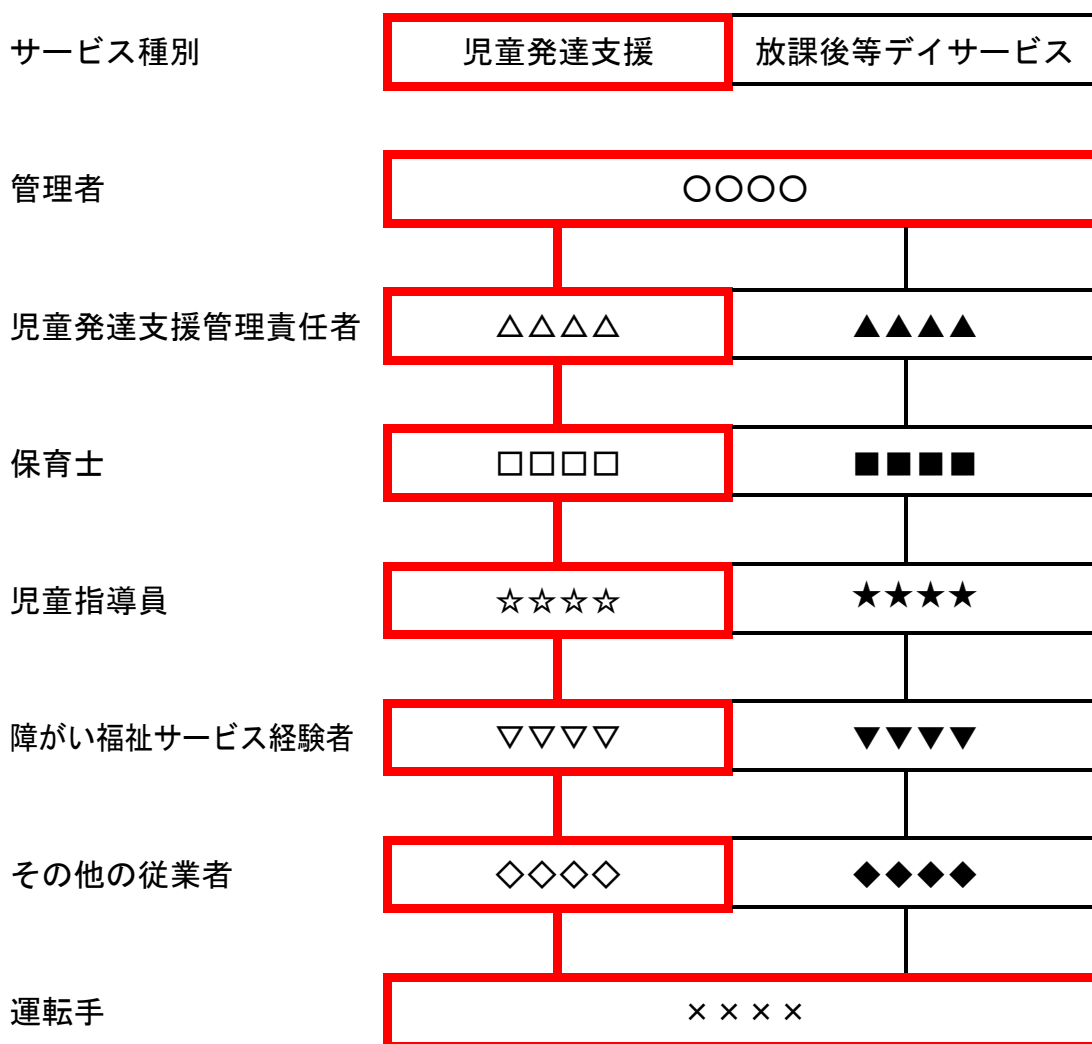 サービス種別 児童発達支援 放課後等デイサービス
管理者 〇〇〇〇
児童発達支援管理責任者 △△△△ ▲▲▲▲
保育士 □□□□ ■■■■
児童指導員 ☆☆☆☆ ★★★★
障がい福祉サービス経験者 ▽▽▽▽ ▼▼▼▼
その他の従業者 ◇◇◇◇ ◆◆◆◆
運転手 ××××